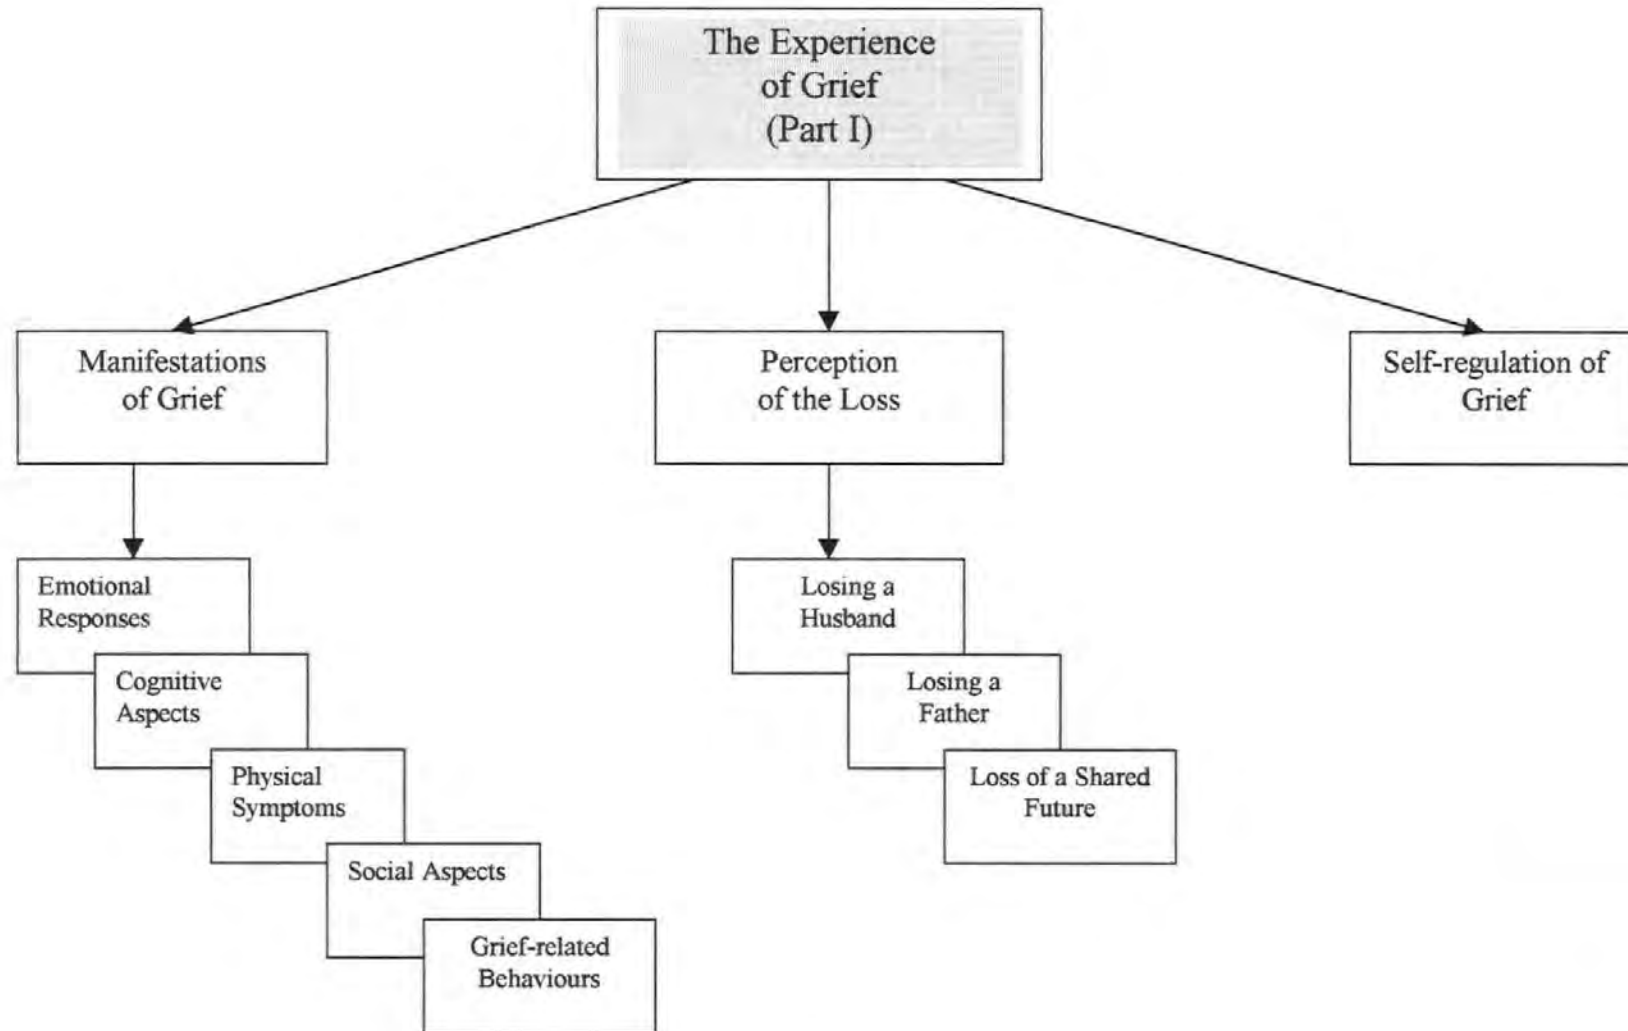 The Experience
of Grief
(Part I)
Manifestations
of Grief
Perception
of the Loss
Self-regulation of
Grief
Emotional
Responses
Cognitive
Aspects
Physical
Symptoms
Social Aspects
Grief-related
Behaviours
Losing a
Husband
Losing a
Father
Loss of a Shared
Future